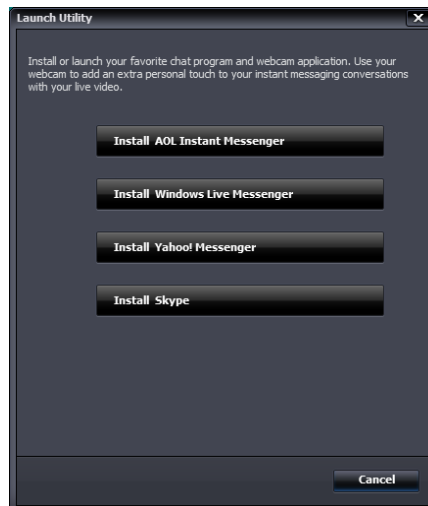 Launch Utility
Install or launch your favorite chat program and webcam application. Use your
webcam to add an extra personal touch to your instant messaging conversations
with your live video.
Install AOL Instant Messenger
Install Windows Live Messenger
Install Yahoo! Messenger
Install Skype
Cancel